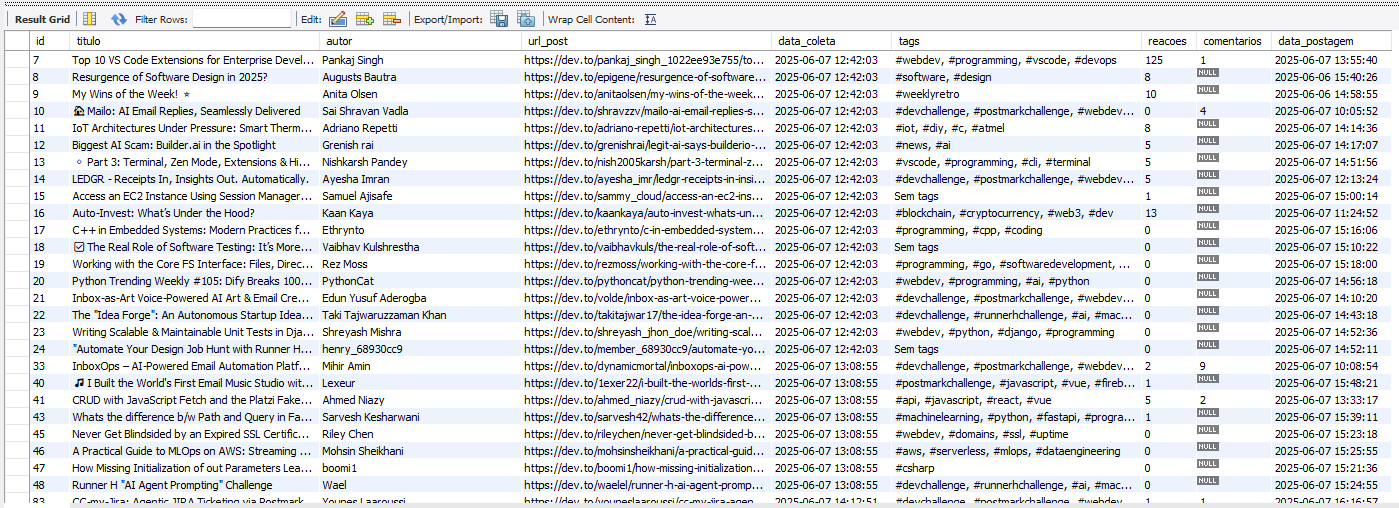 Result Grid Filter Rows: Edit: Export/Import: Wrap Cell Content:
id titulo autor url_post data_coleta tags reacoes comentarios data_postagem
7 Top 10 VS Code Extensions for Enterprise Devel... Pankaj Singh https://dev.to/pankaj_singh_1022ee93e755/to... 2025-06-07 12:42:03 #webdev, #programming, #vscode, #devops 125 1 2025-06-07 13:55:40
8 Resurgence of Software Design in 2025? Augusts Bautra https://dev.to/epigene/resurgence-of-software... 2025-06-07 12:42:03 #software, #design 8 NULL 2025-06-06 15:40:26
9 My Wins of the Week! ⭐ Anita Olsen https://dev.to/anitaolsen/my-wins-of-the-week... 2025-06-07 12:42:03 #weeklyretro 10 NULL 2025-06-06 14:58:55
10 Mailo: AI Email Replies, Seamlessly Delivered Sai Shravan Vadla https://dev.to/shravzzv/mailo-ai-email-replies-s... 2025-06-07 12:42:03 #devchallenge, #postmarkchallenge, #webdev... 0 4 2025-06-07 10:05:52
11 IoT Architectures Under Pressure: Smart Therm... Adriano Repetti https://dev.to/adriano-repetti/iot-architectures... 2025-06-07 12:42:03 #iot, #diy, #c, #atmel 8 NULL 2025-06-07 14:14:36
12 Biggest AI Scam: Builder.ai in the Spotlight Grenish rai https://dev.to/grenishrai/legit-ai-says-builderio-... 2025-06-07 12:42:03 #news, #ai 5 NULL 2025-06-07 14:17:07
13 Part 3: Terminal, Zen Mode, Extensions & Hi... Nishkarsh Pandey https://dev.to/nish2005karsh/part-3-terminal-z... 2025-06-07 12:42:03 #vscode, #programming, #cli, #terminal 5 NULL 2025-06-07 14:51:56
14 LEDGR - Receipts In, Insights Out. Automatically. Ayesha Imran https://dev.to/ayesha_imr/ledgr-receipts-in-insi... 2025-06-07 12:42:03 #devchallenge, #postmarkchallenge, #webdev... 5 NULL 2025-06-07 12:13:24
15 Access an EC2 Instance Using Session Manager... Samuel Ajisafe https://dev.to/sammy_cloud/access-an-ec2-ins... 2025-06-07 12:42:03 Sem tags 1 NULL 2025-06-07 15:00:14
16 Auto-Invest: What's Under the Hood? Kaan Kaya https://dev.to/kaankaya/auto-invest-whats-un... 2025-06-07 12:42:03 #blockchain, #cryptocurrency, #web3, #dev 13 NULL 2025-06-07 11:24:52
17 C++ in Embedded Systems: Modern Practices f... Ethrynto https://dev.to/ethrynto/c-in-embedded-system... 2025-06-07 12:42:03 #programming, #cpp, #coding 0 NULL 2025-06-07 15:16:06
18 ☑ The Real Role of Software Testing: It's More... Vaibhav Kulshrestha https://dev.to/vaibhavkuls/the-real-role-of-soft... 2025-06-07 12:42:03 Sem tags 0 NULL 2025-06-07 15:10:22
19 Working with the Core FS Interface: Files, Direc... Rez Moss https://dev.to/rezmoss/working-with-the-core-f... 2025-06-07 12:42:03 #programming, #go, #softwaredevelopment, ... 0 NULL 2025-06-07 15:18:00
20 Python Trending Weekly #105: Dify Breaks 100... PythonCat https://dev.to/pythoncat/python-trending-wee... 2025-06-07 12:42:03 #webdev, #programming, #ai, #python 0 NULL 2025-06-07 14:56:18
21 Inbox-as-Art Voice-Powered AI Art & Email Cre... Edun Yusuf Aderogba https://dev.to/volde/inbox-as-art-voice-power... 2025-06-07 12:42:03 #devchallenge, #postmarkchallenge, #webdev... 0 NULL 2025-06-07 14:10:20
22 The "Idea Forge": An Autonomous Startup Idea... Taki Tajwaruzzaman Khan https://dev.to/takitajwar17/the-idea-forge-an-... 2025-06-07 12:42:03 #devchallenge, #runnerhchallenge, #ai, #mac... 0 NULL 2025-06-07 14:43:18
23 Writing Scalable & Maintainable Unit Tests in Dja... Shreyash Mishra https://dev.to/shreyash_jhon_doe/writing-scal... 2025-06-07 12:42:03 #webdev, #python, #django, #programming 0 NULL 2025-06-07 14:52:36
24 "Automate Your Design Job Hunt with Runner H... henry_68930cc9 https://dev.to/member_68930cc9/automate-yo... 2025-06-07 12:42:03 Sem tags 0 NULL 2025-06-07 14:52:11
33 InboxOps – AI-Powered Email Automation Platf... Mihir Amin https://dev.to/dynamicmortal/inboxops-ai-pow... 2025-06-07 13:08:55 #devchallenge, #postmarkchallenge, #webdev... 2 9 2025-06-07 10:08:54
40 🎵 I Built the World's First Email Music Studio wit... Lexeur https://dev.to/1exer22/i-built-the-worlds-first-... 2025-06-07 13:08:55 #postmarkchallenge, #javascript, #vue, #fireb... 1 NULL 2025-06-07 15:48:21
41 CRUD with JavaScript Fetch and the Platzi Fake... Ahmed Niazy https://dev.to/ahmed_niazy/crud-with-javascri... 2025-06-07 13:08:55 #api, #javascript, #react, #vue 5 2 2025-06-07 13:33:17
43 Whats the difference b/w Path and Query in Fa... Sarvesh Kesharwani https://dev.to/sarvesh42/whats-the-difference... 2025-06-07 13:08:55 #machinelearning, #python, #fastapi, #progra... 1 NULL 2025-06-07 15:39:11
45 Never Get Blindsided by an Expired SSL Certific... Riley Chen https://dev.to/rileychen/never-get-blindsided-b... 2025-06-07 13:08:55 #webdev, #domains, #ssl, #uptime 0 NULL 2025-06-07 15:23:18
46 A Practical Guide to MLOps on AWS: Streaming ... Mohsin Sheikhani https://dev.to/mohsinsheikhani/a-practical-guid... 2025-06-07 13:08:55 #aws, #serverless, #mlops, #dataengineering 0 NULL 2025-06-07 15:25:55
47 How Missing Initialization of out Parameters Lea... boomi1 https://dev.to/boomi1/how-missing-initialization... 2025-06-07 13:08:55 #csharp 0 NULL 2025-06-07 15:21:36
48 Runner H "AI Agent Prompting" Challenge Wael https://dev.to/waelel/runner-h-ai-agent-promp... 2025-06-07 13:08:55 #devchallenge, #runnerhchallenge, #ai, #mac... 0 NULL 2025-06-07 15:24:55
83 CC-my-Jira: Agentic JIRA Ticketing via Postmark... Younes Laaroussi https://dev.to/youneslaaroussi/cc-my-jira-agen... 2025-06-07 14:12:51 #devchallenge, #postmarkchallenge, #webdev... 1 1 2025-06-07 16:16:57